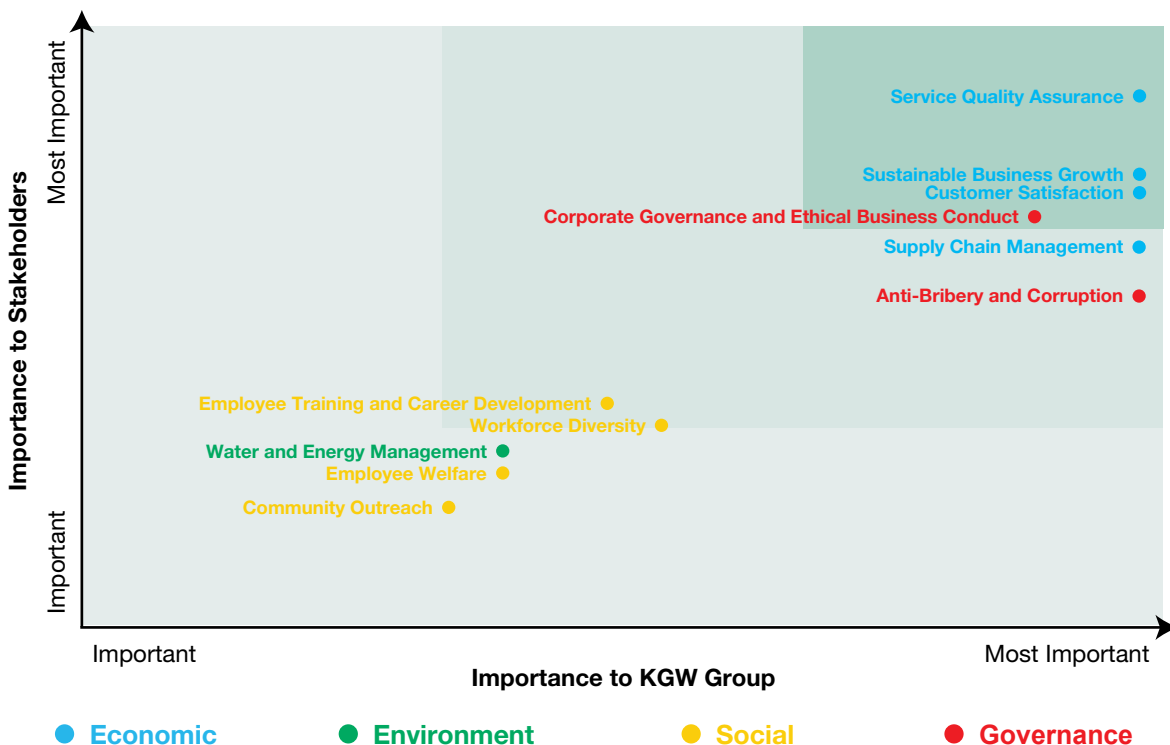 Importance to Stakeholders
Most Important
Important
Service Quality Assurance
Sustainable Business Growth
Customer Satisfaction
Corporate Governance and Ethical Business Conduct
Supply Chain Management
Anti-Bribery and Corruption
Employee Training and Career Development
Workforce Diversity
Water and Energy Management
Employee Welfare
Community Outreach
Important
Most Important
Importance to KGW Group
Economic
Environment
Social
Governance